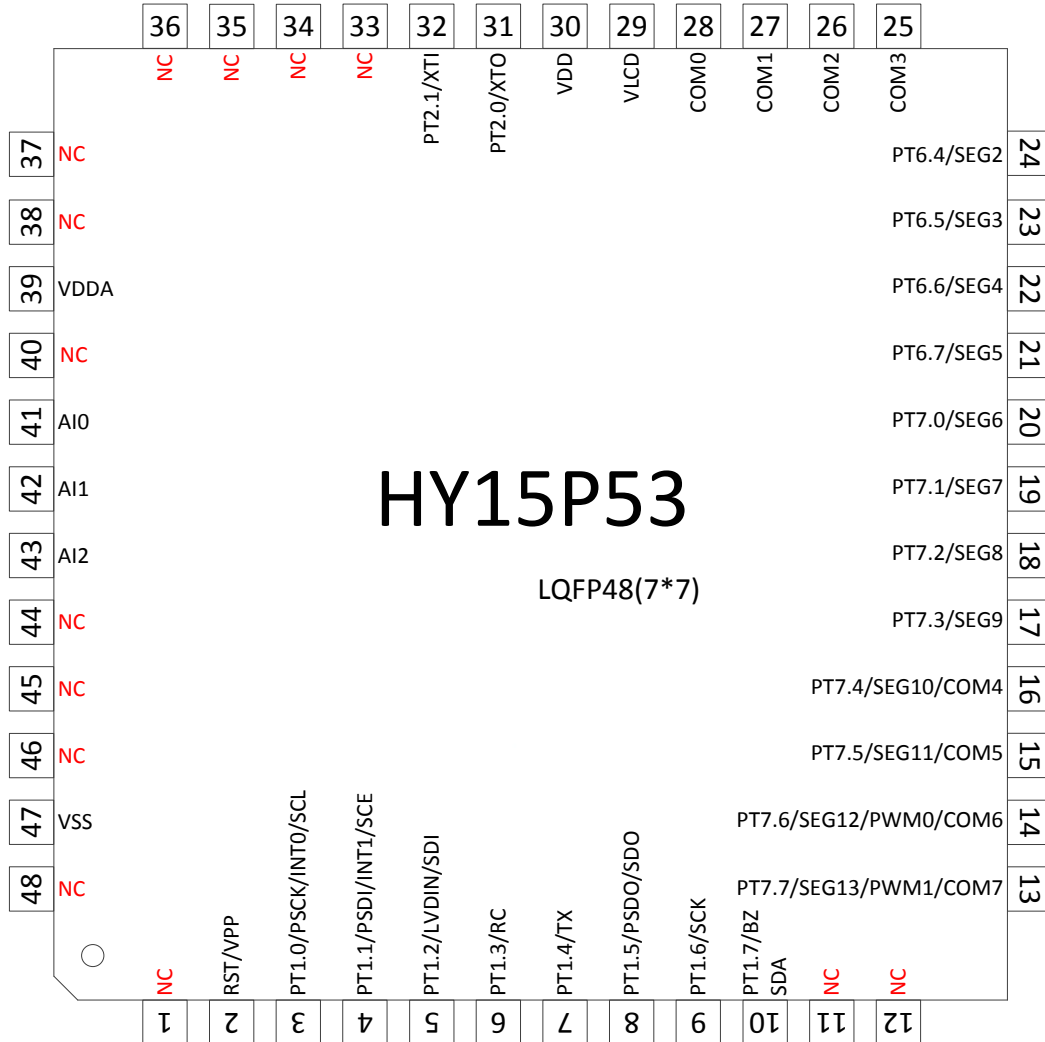 36 35 34 33 32 31 30 29 28 27 26 25
NC NC NC NC PT2.1/XTI PT2.0/XTO VDD VLCD COM0 COM1 COM2 COM3
37 NC
38 NC
39 VDDA
40 NC
41 AI0
42 AI1
43 AI2
44 NC
45 NC
46 NC
47 VSS
48 NC
HY15P53
LQFP48(7*7)
PT6.4/SEG2 24
PT6.5/SEG3 23
PT6.6/SEG4 22
PT6.7/SEG5 21
PT7.0/SEG6 20
PT7.1/SEG7 19
PT7.2/SEG8 18
PT7.3/SEG9 17
PT7.4/SEG10/COM4 16
PT7.5/SEG11/COM5 15
PT7.6/SEG12/PWM0/COM6 14
PT7.7/SEG13/PWM1/COM7 13
NC
RST/VPP
PT1.0/PSCK/INT0/SCL
PT1.1/PSDI/INT1/SCE
PT1.2/LVDIN/SDI
PT1.3/RC
PT1.4/TX
PT1.5/PSDO/SDO
PT1.6/SCK
PT1.7/BZ
SDA
NC
NC
1 2 3 4 5 6 7 8 9 10 11 12